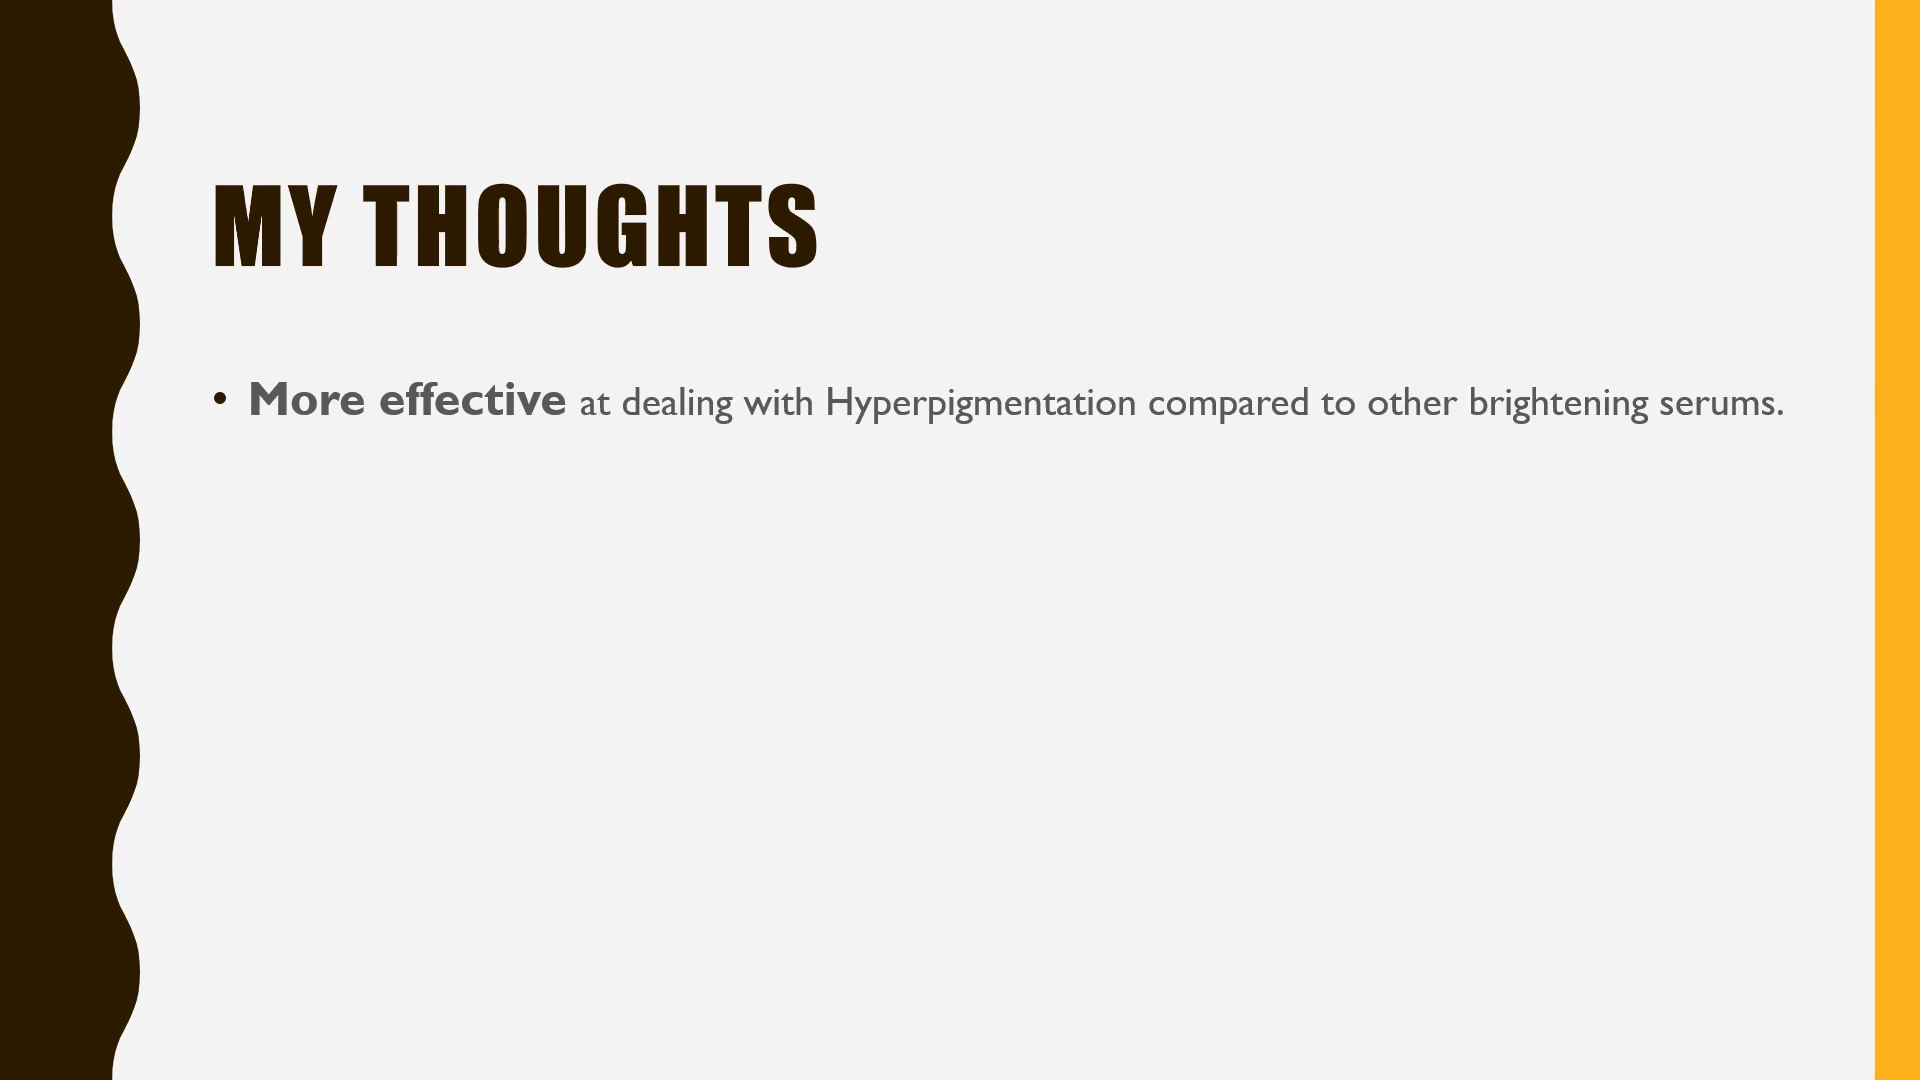 MY THOUGHTS
• More effective at dealing with Hyperpigmentation compared to other brightening serums.